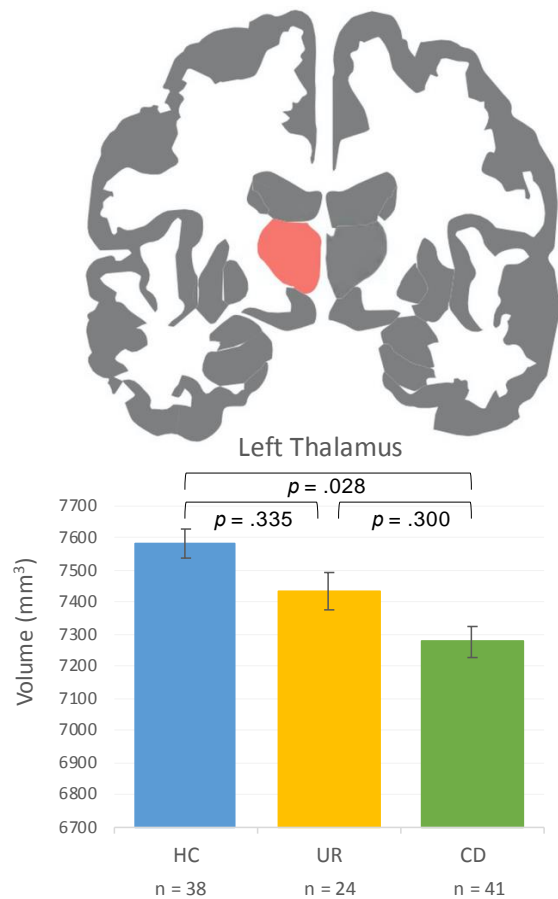 Left Thalamus
p = .028
p = .335 p = .300
7700
7600
7500
7400
7300
7200
7100
7000
6900
6800
6700
Volume (mm³)
HC UR CD
n = 38 n = 24 n = 41